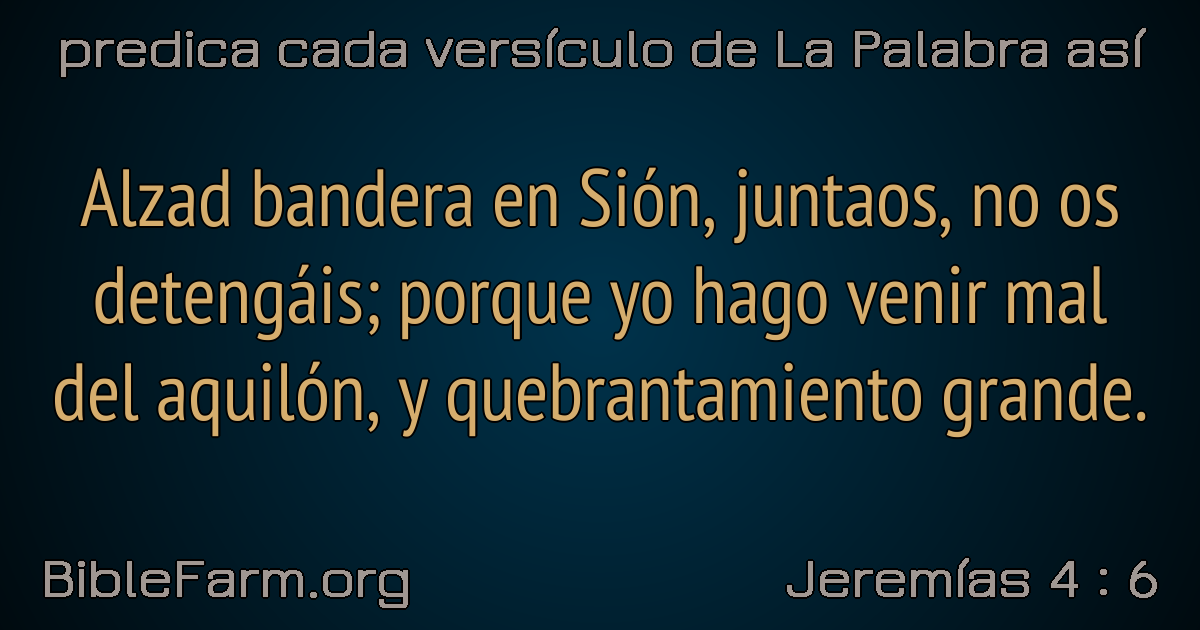 predica cada versículo de La Palabra así
Alzad bandera en Sión, juntaos, no os
detengáis; porque yo hago venir mal
del aquilón, y quebrantamiento grande.
BibleFarm.org
Jeremías 4 : 6